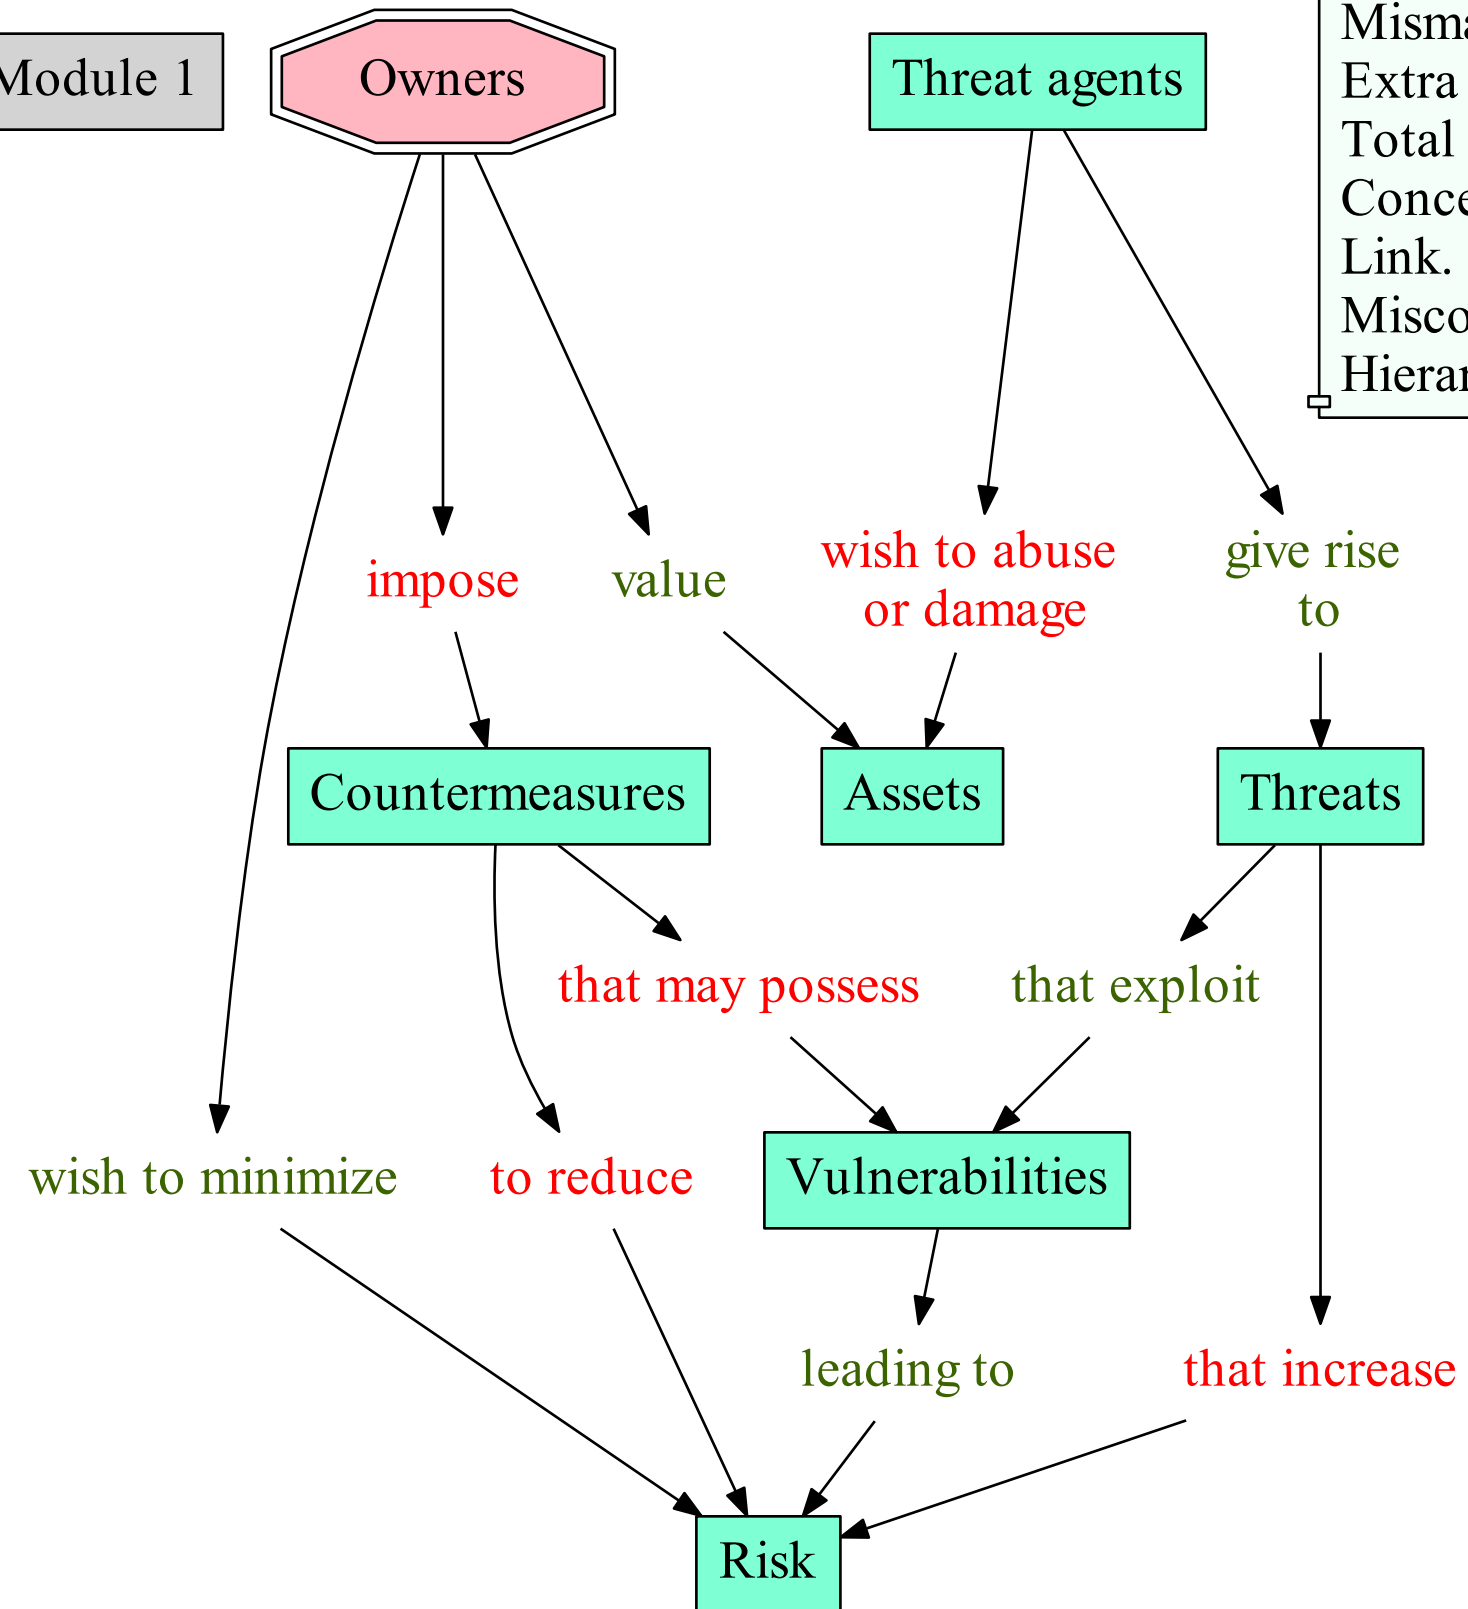 Module 1
Owners
Threat agents
Extra
Total
Link.
impose
value
wish to abuse
or damage
give rise
to
Countermeasures
Assets
Threats
that may possess
that exploit
wish to minimize
to reduce
Vulnerabilities
leading to
that increase
Risk